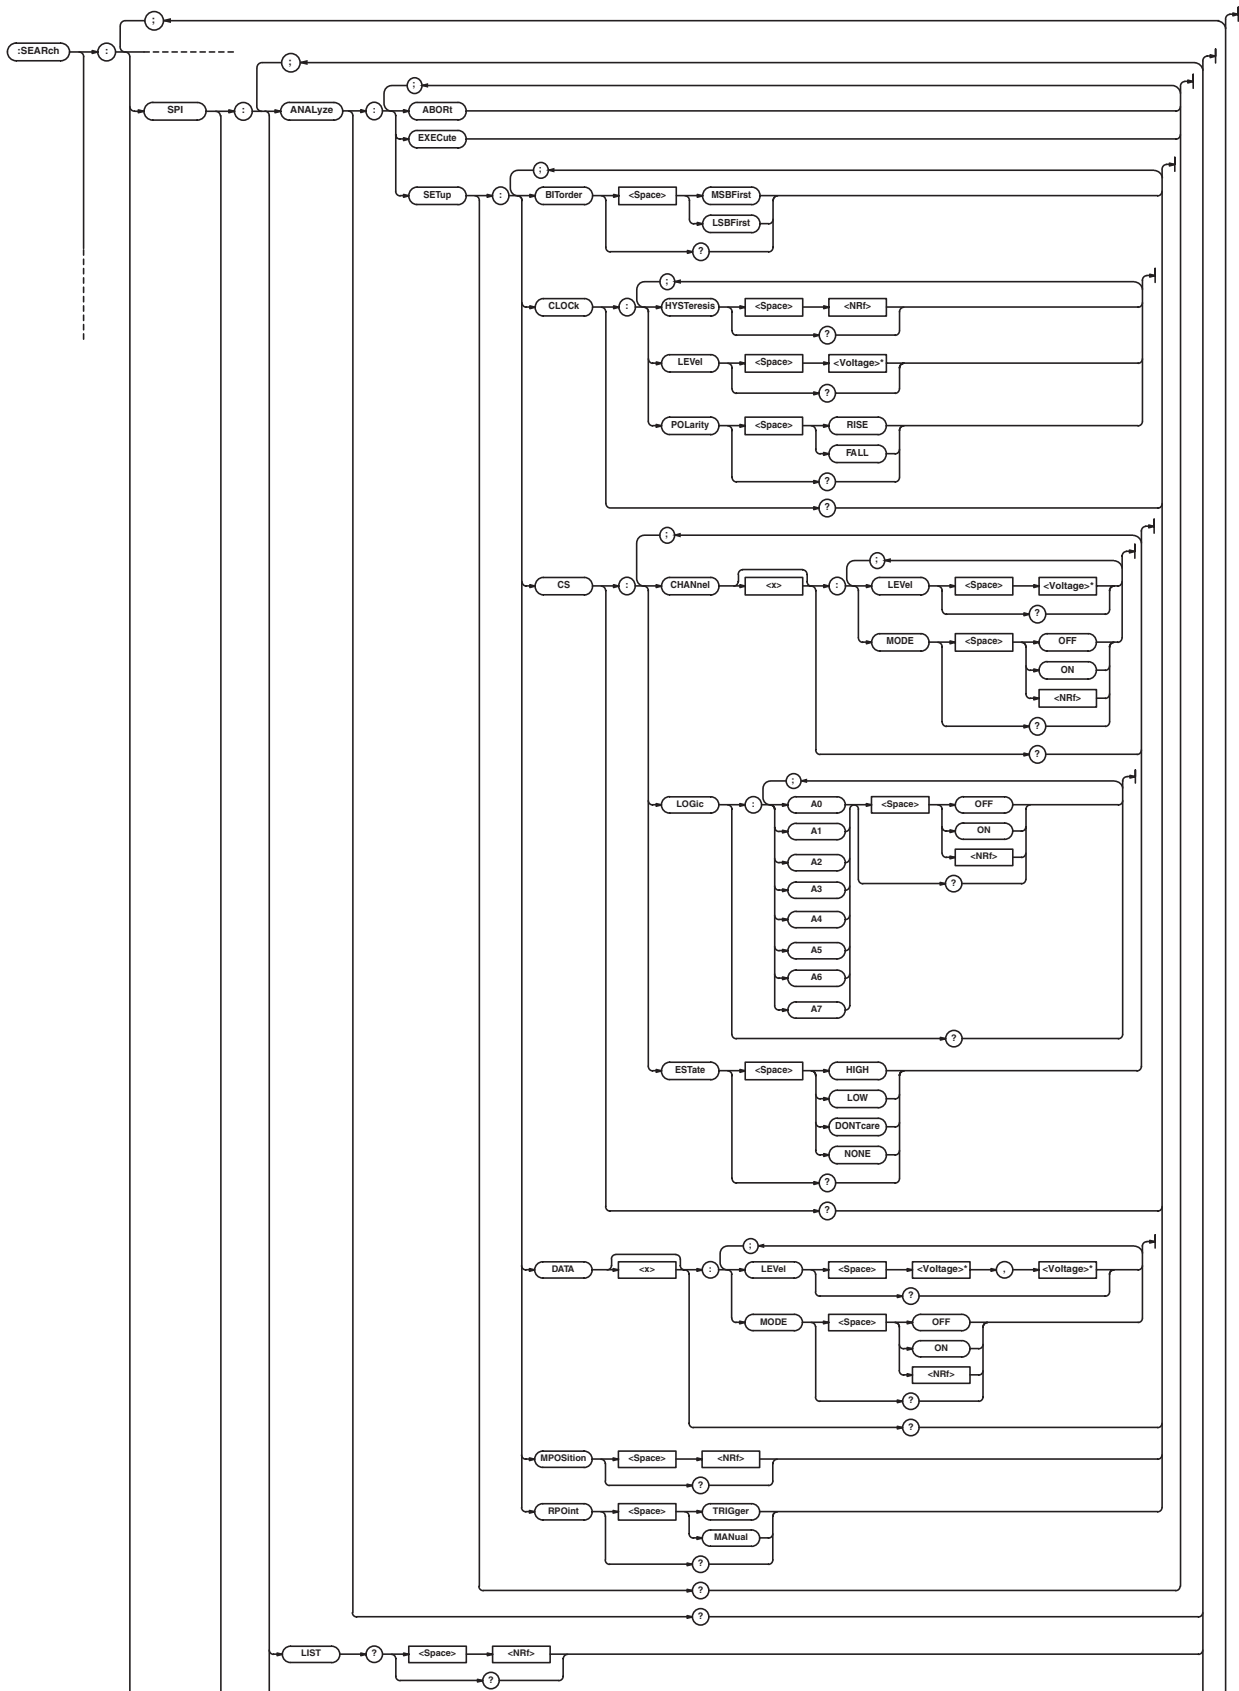 ;
:SEARch :
;
;
SPI : ANALyze : ABORt
EXECute
;
SETup : BITorder <Space> MSBFirst
LSBFirst
?
;
CLOCk : HYSTeresis <Space> <NRf>
?
LEVel <Space> <Voltage>*
?
POLarity <Space> RISE
FALL
?
?
;
;
CS : CHANnel <x> : LEVel <Space> <Voltage>*
?
MODE <Space> OFF
ON
<NRf>
?
?
;
LOGic : A0 <Space> OFF
A1 ON
A2 <NRf>
A3 ?
A4
A5
A6
A7
?
ESTate <Space> HIGH
LOW
DONTcare
NONE
?
?
;
DATA <x> : LEVel <Space> <Voltage>* , <Voltage>*
?
MODE <Space> OFF
ON
<NRf>
?
?
MPOSition <Space> <NRf>
?
RPOint <Space> TRIGger
MANual
?
?
?
LIST ? <Space> <NRf>
?